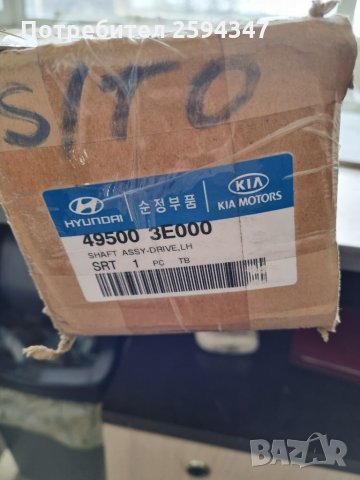 Потребител 2594347
SITO
HYUNDAI
순정부품
KIA
KIA MOTORS
49500 3E000
SHAFT ASSY-DRIVE,LH
SRT 1 PC TB
BAZAR